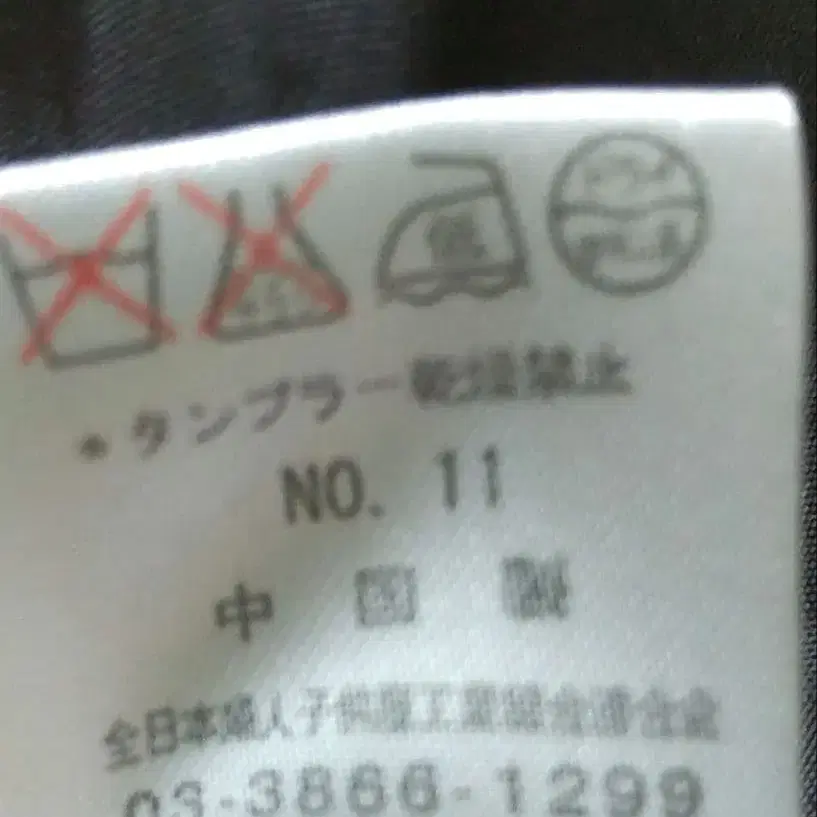 低
*タンブラー乾燥禁止
NO. 11
中国製
全日本婦人子供服工業組合連合会
03-3866-1299